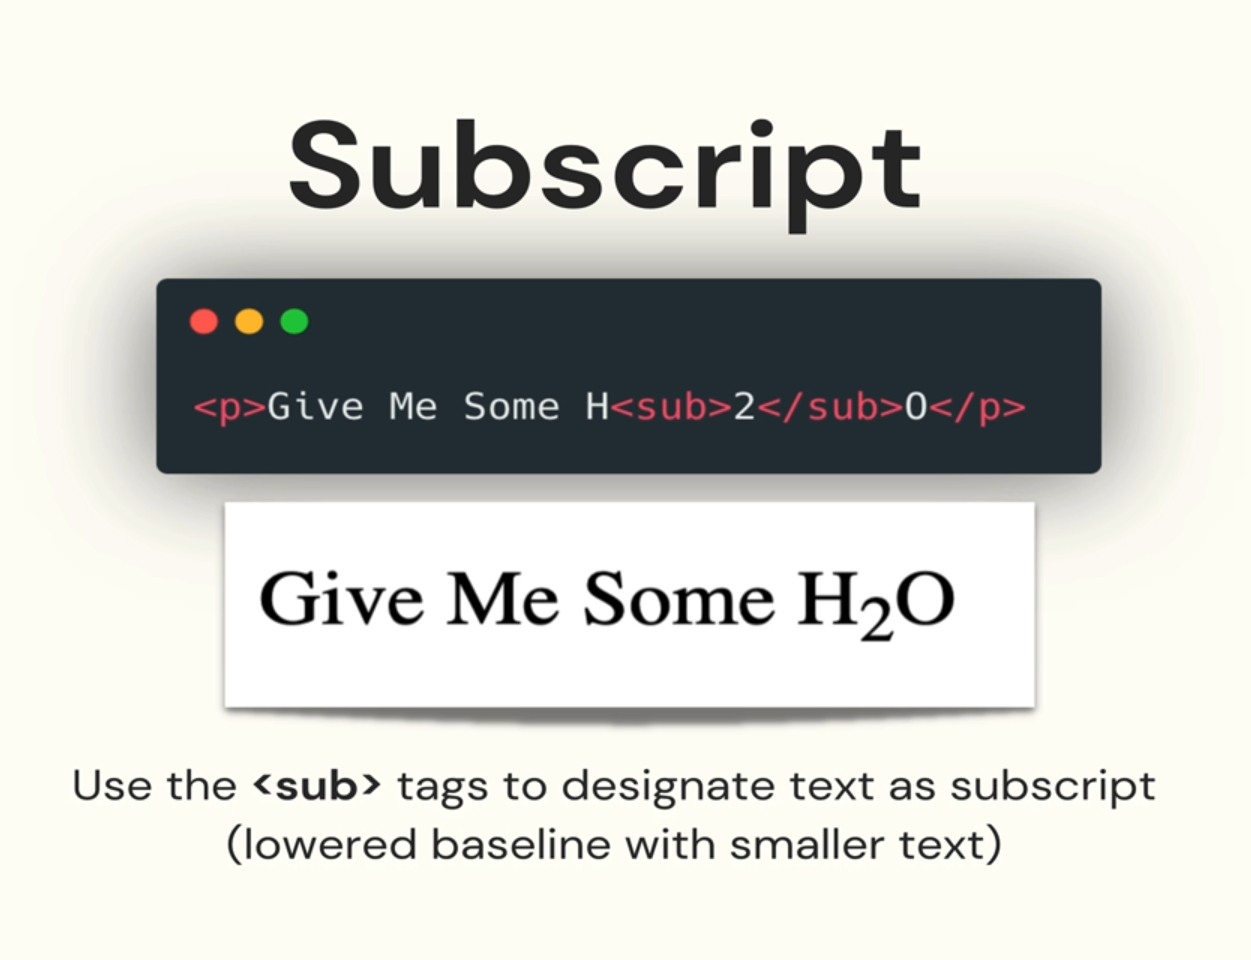 Subscript
<p>Give Me Some H<sub>2</sub>O</p>
Give Me Some H₂O
Use the <sub> tags to designate text as subscript
(lowered baseline with smaller text)